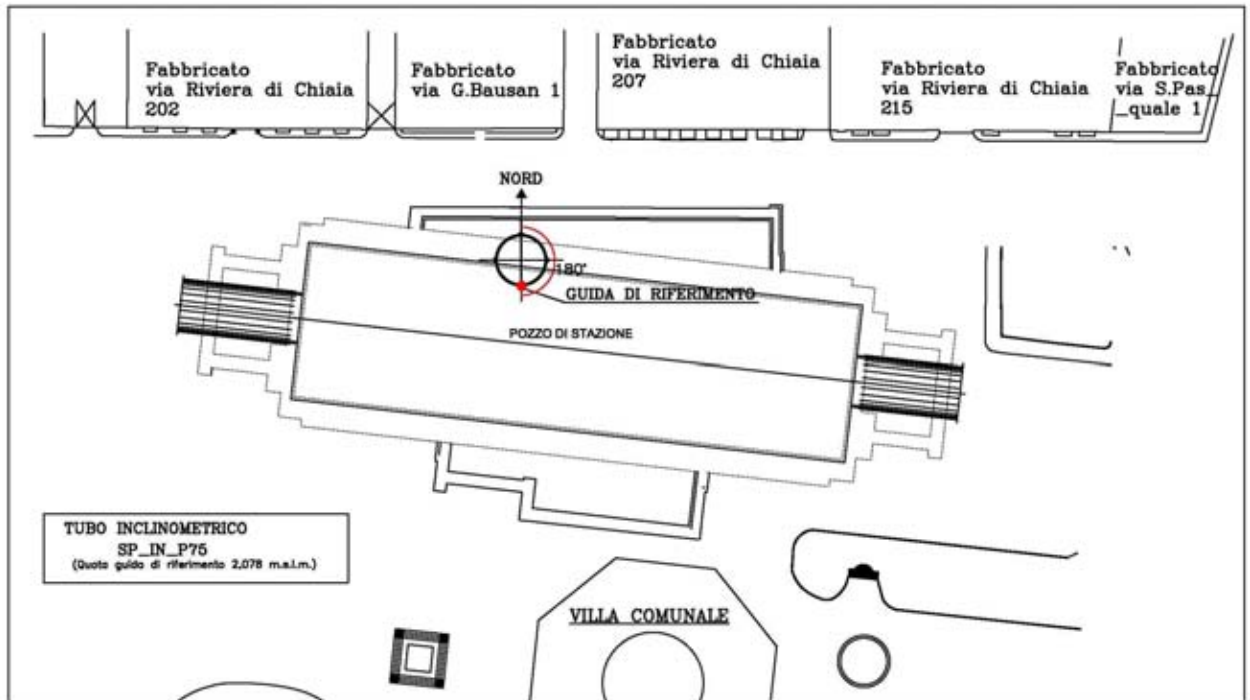 Fabbricato
via Riviera di Chiaia
202
Fabbricato
via G.Bausan 1
Fabbricato
via Riviera di Chiaia
207
Fabbricato
via Riviera di Chiaia
215
Fabbricato
via S.Pas_
_quale 1
NORD
180°
GUIDA DI RIFERIMENTO
POZZO DI STAZIONE
TUBO INCLINOMETRICO
SP_IN_P75
(Quota guida di riferimento 2,078 m.s.l.m.)
VILLA COMUNALE